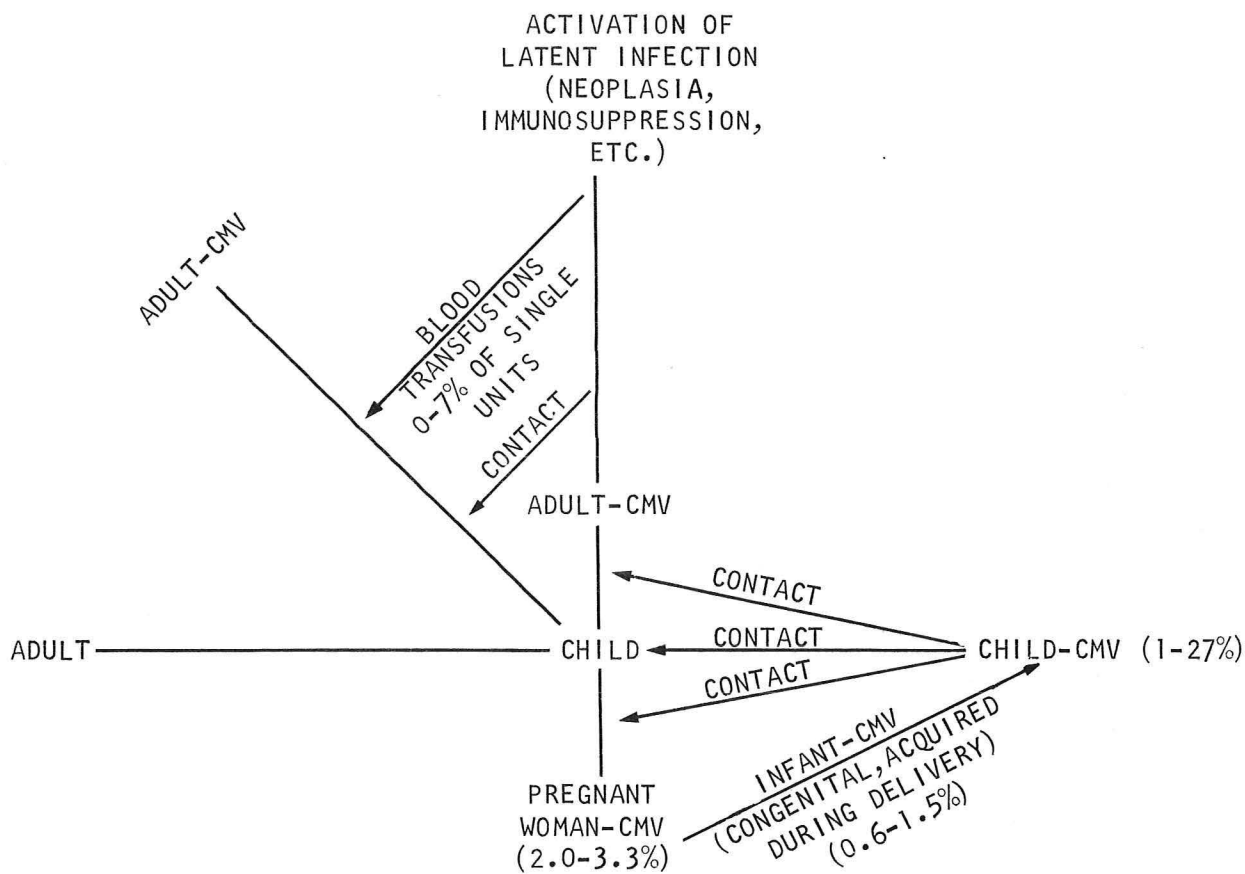 ACTIVATION OF
LATENT INFECTION
(NEOPLASIA,
IMMUNOSUPPRESSION,
ETC.)
ADULT-CMV
BLOOD
TRANSFUSIONS
0-7% OF SINGLE
UNITS
CONTACT
ADULT-CMV
CONTACT
ADULT
CHILD
CONTACT
CHILD-CMV (1-27%)
CONTACT
INFANT-CMV
(CONGENITAL, ACQUIRED
DURING DELIVERY)
(0.6-1.5%)
PREGNANT
WOMAN-CMV
(2.0-3.3%)